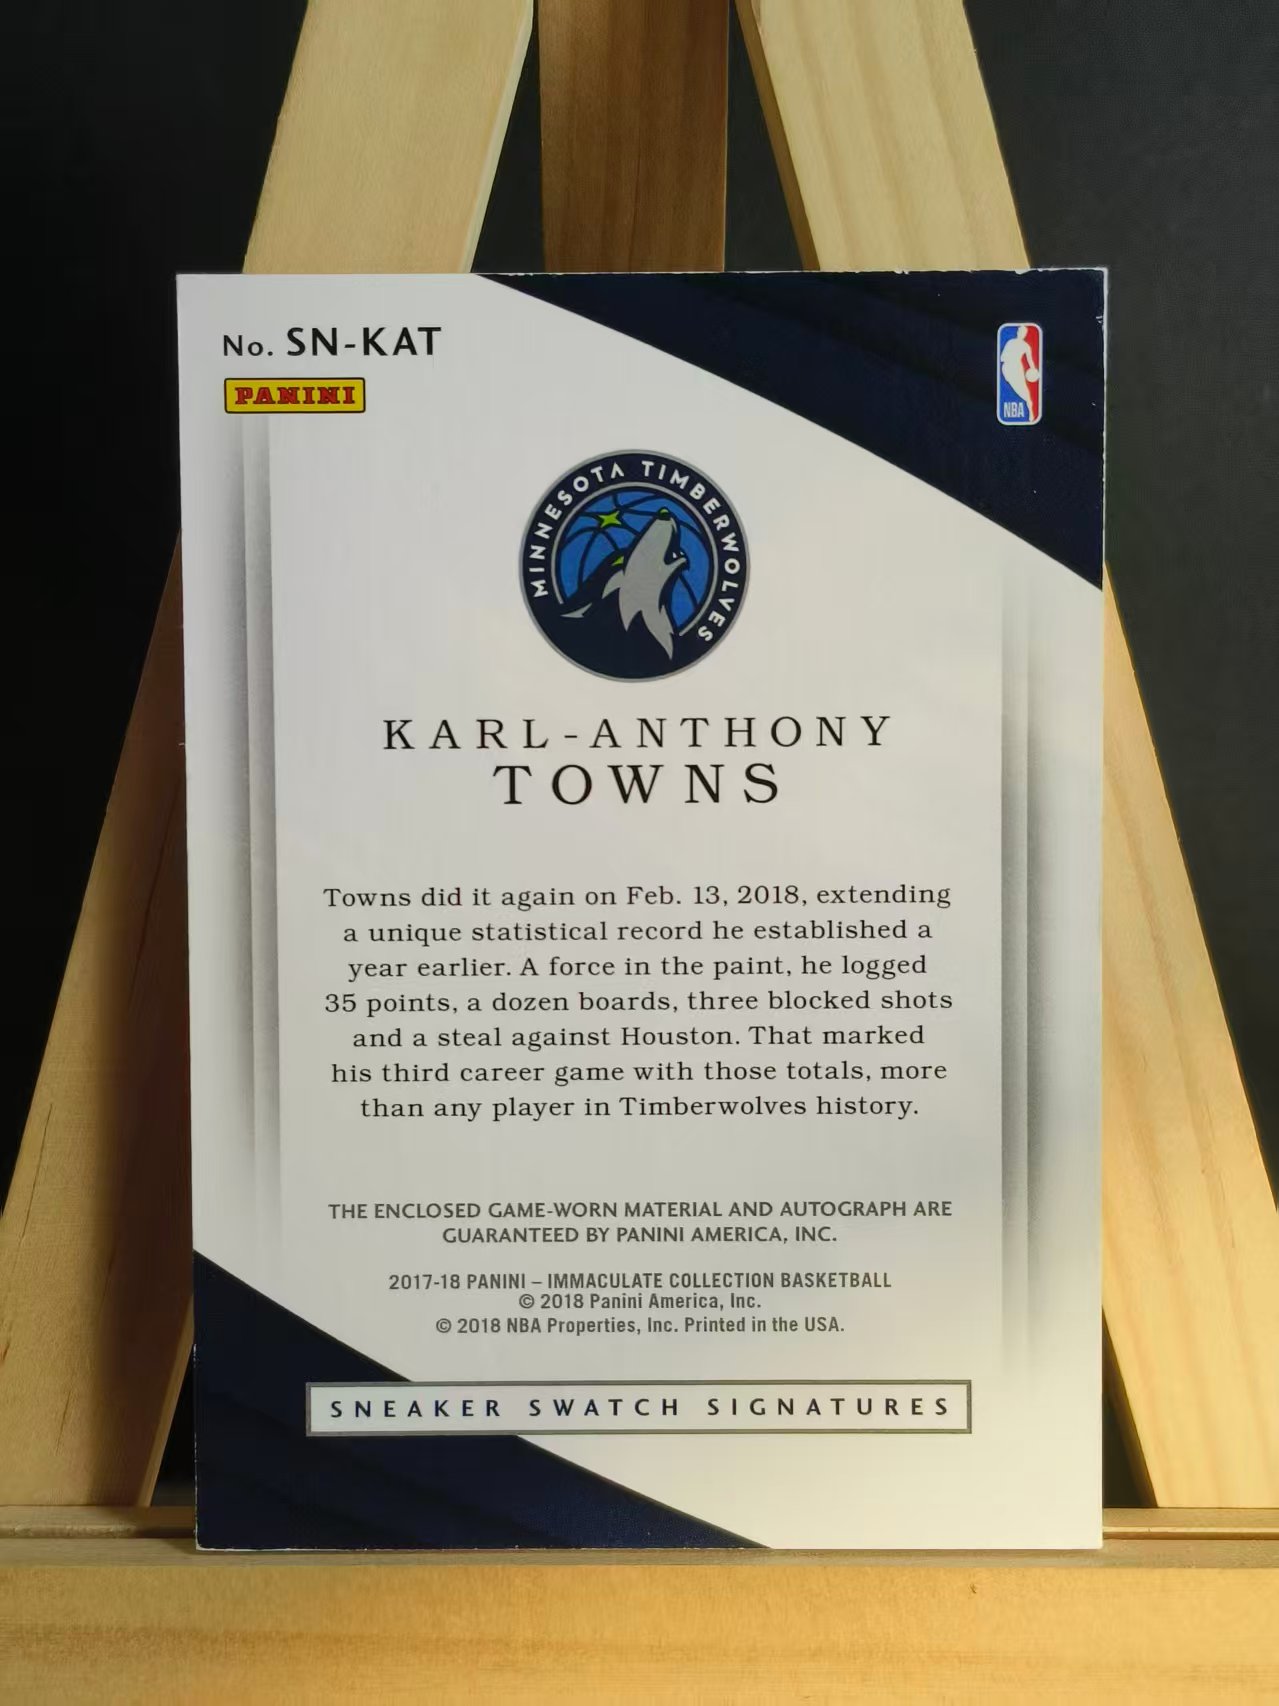 No. SN-KAT
PANINI
NBA
MINNESOTA TIMBERWOLVES
KARL-ANTHONY
TOWNS
Towns did it again on Feb. 13, 2018, extending
a unique statistical record he established a
year earlier. A force in the paint, he logged
35 points, a dozen boards, three blocked shots
and a steal against Houston. That marked
his third career game with those totals, more
than any player in Timberwolves history.
THE ENCLOSED GAME-WORN MATERIAL AND AUTOGRAPH ARE
GUARANTEED BY PANINI AMERICA, INC.
2017-18 PANINI – IMMACULATE COLLECTION BASKETBALL
© 2018 Panini America, Inc.
© 2018 NBA Properties, Inc. Printed in the USA.
SNEAKER SWATCH SIGNATURES